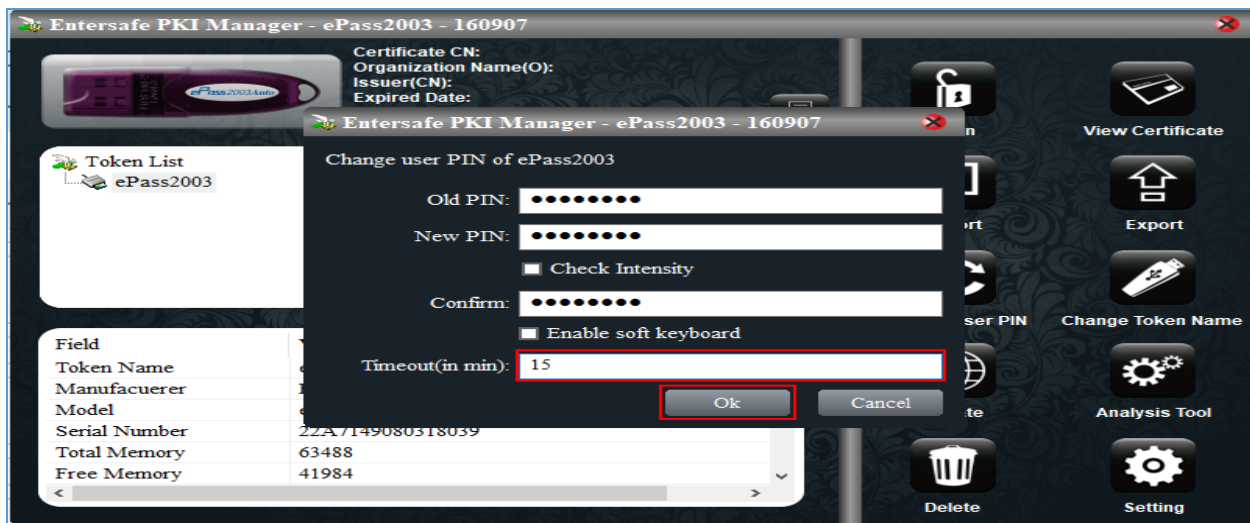 Entersafe PKI Manager - ePass2003 - 160907
Certificate CN:
Organization Name(O):
Issuer(CN):
Expired Date:
ePass2003Auto
Token List
ePass2003
Entersafe PKI Manager - ePass2003 - 160907
Change user PIN of ePass2003
Old PIN:
New PIN:
Check Intensity
Confirm:
Enable soft keyboard
Timeout(in min): 15
Ok Cancel
Field
Token Name
Manufacuerer
Model
Serial Number 22A7149080318039
Total Memory 63488
Free Memory 41984
View Certificate
Export
ser PIN Change Token Name
Analysis Tool
Delete Setting